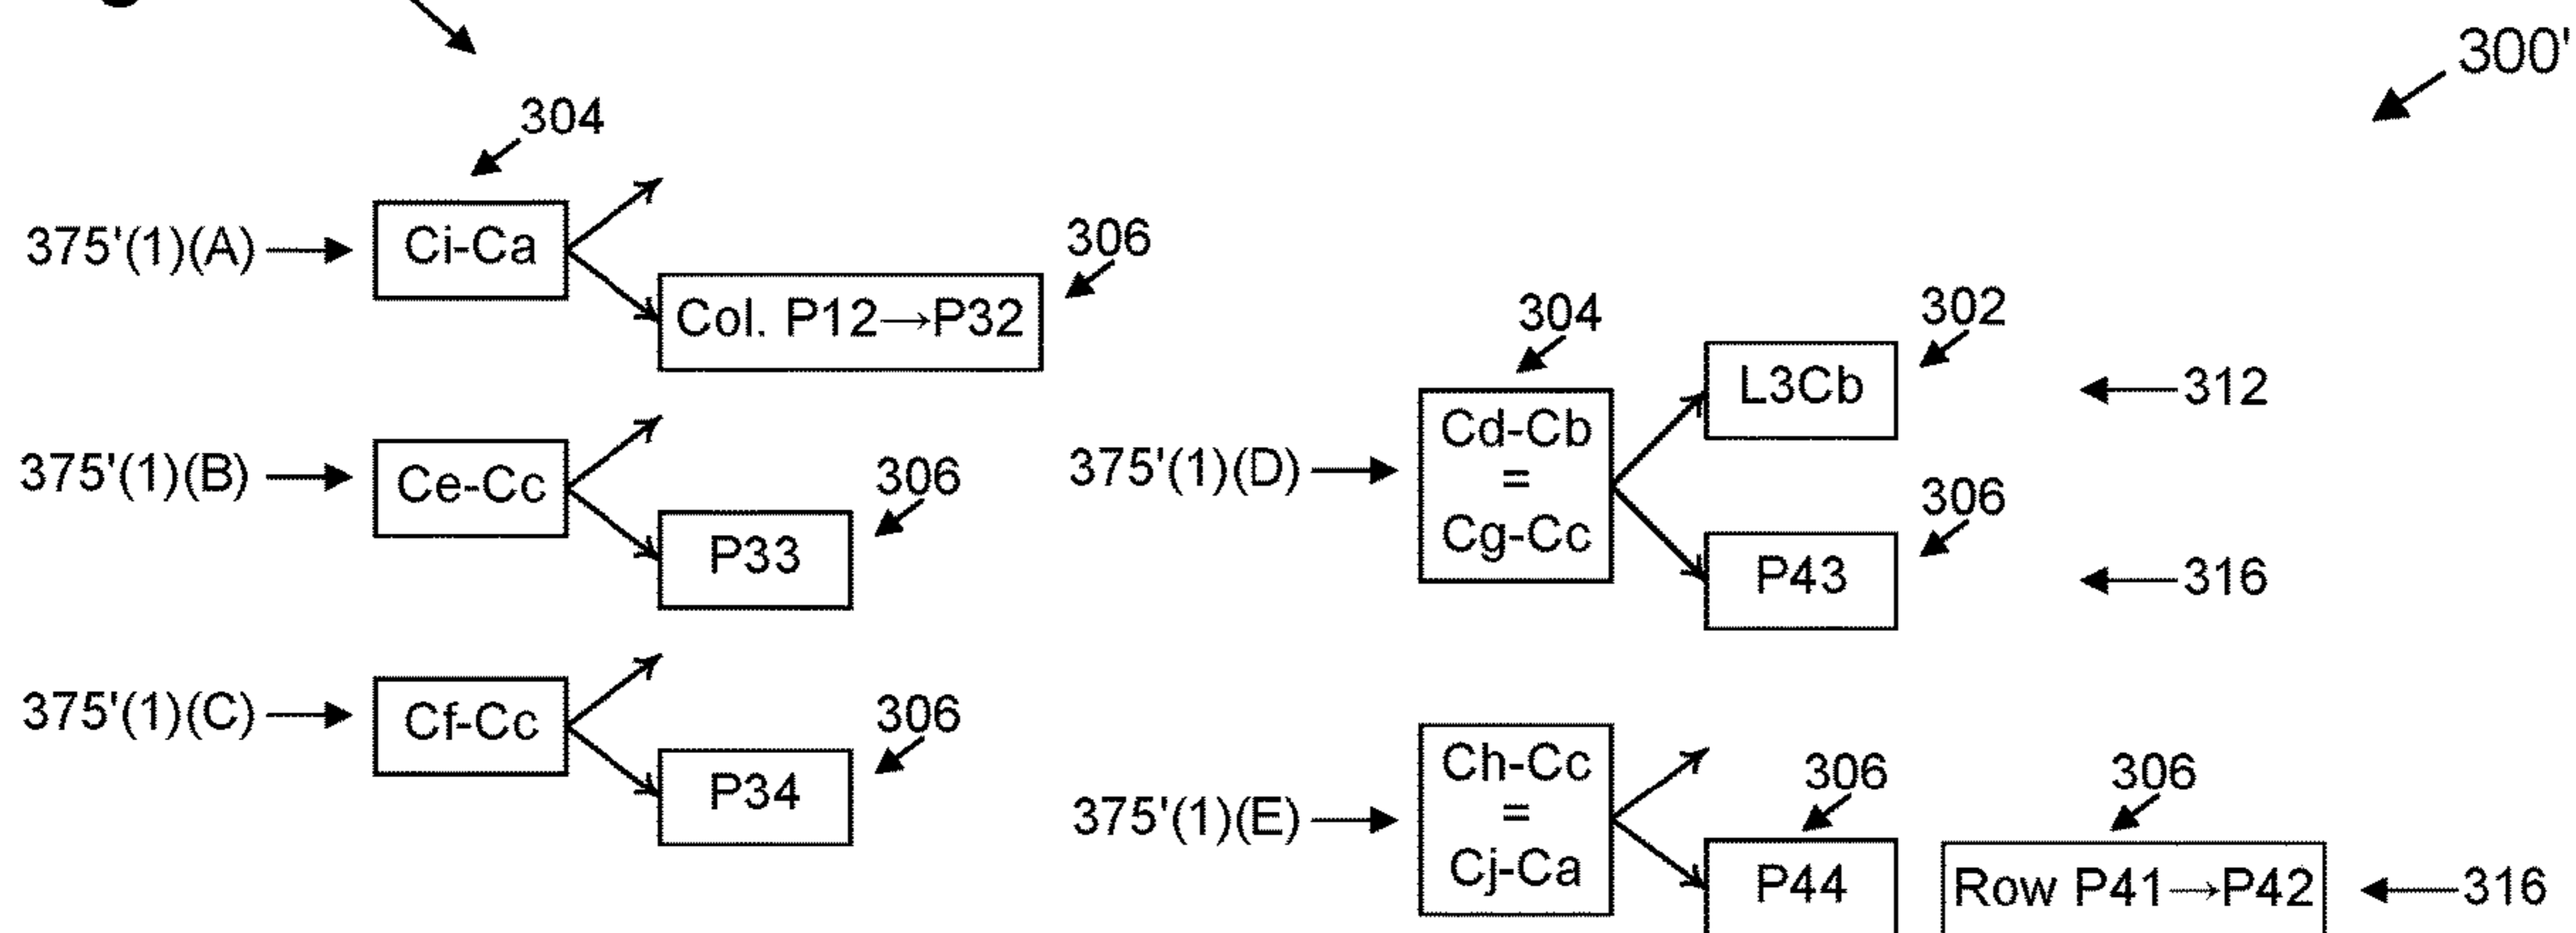 300'
304
375'(1)(A)
Ci-Ca
306
Col. P12→P32
375'(1)(B)
Ce-Cc
306
P33
375'(1)(C)
Cf-Cc
306
P34
304
302
375'(1)(D)
Cd-Cb
=
Cg-Cc
L3Cb
312
306
P43
316
375'(1)(E)
Ch-Cc
=
Cj-Ca
306
P44
306
Row P41→P42
316